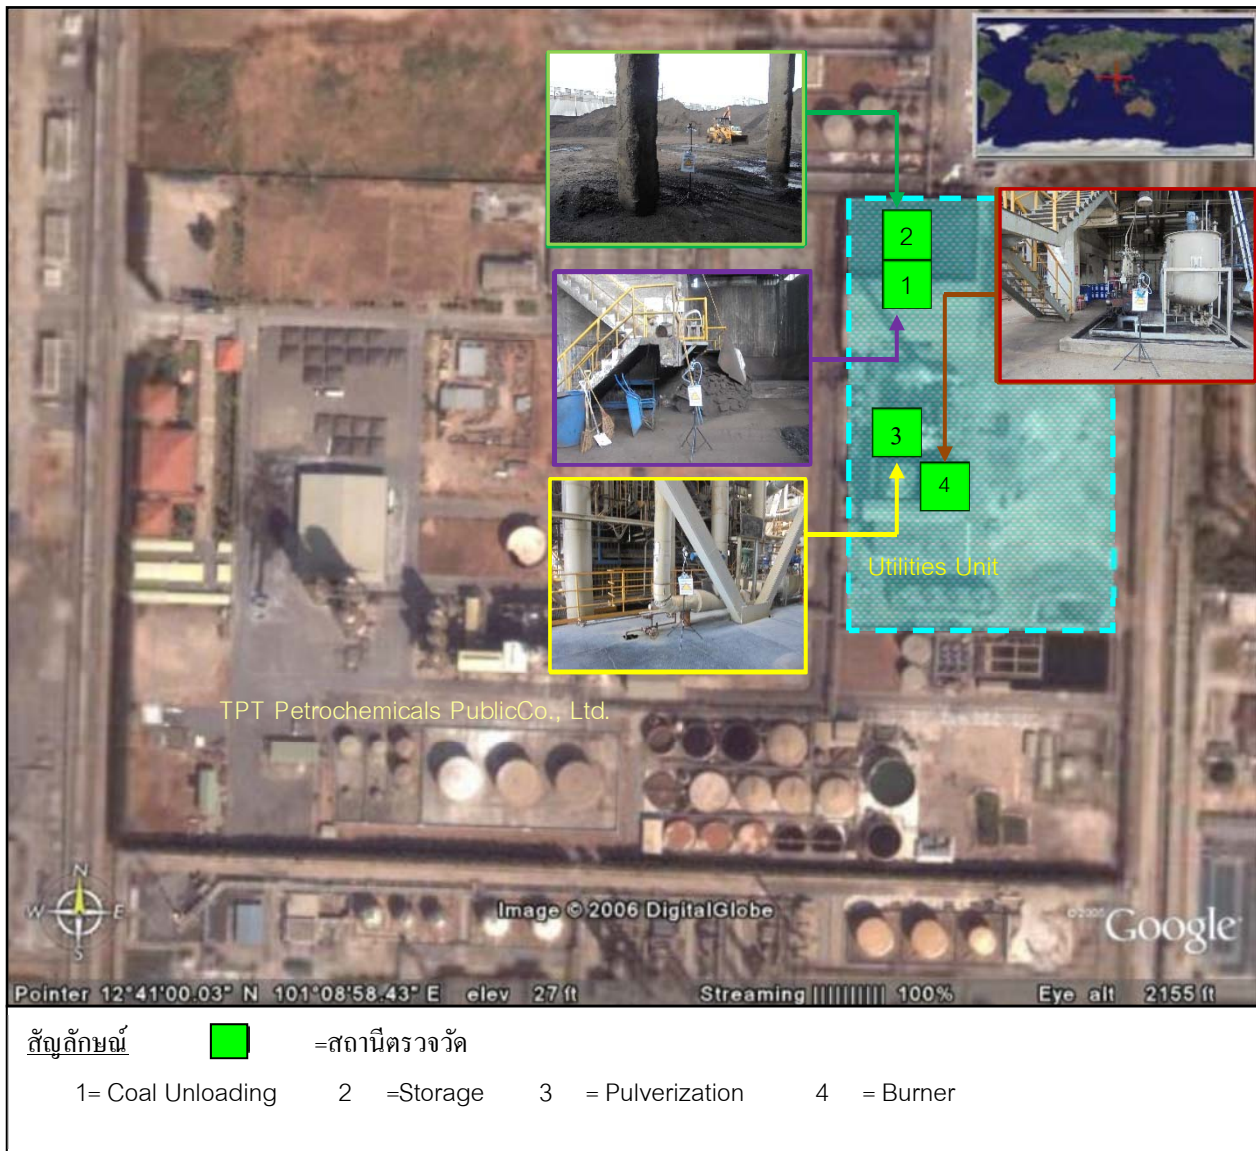 2
1
3
4
Utilities Unit
TPT Petrochemicals PublicCo., Ltd.
N
W E
S
Image © 2006 DigitalGlobe
©2005 Google
Pointer 12°41'00.03" N 101°08'58.43" E elev 27 ft Streaming |||||||||| 100% Eye alt 2155 ft
สัญลักษณ์ =สถานีตรวจวัด
1= Coal Unloading 2 =Storage 3 = Pulverization 4 = Burner